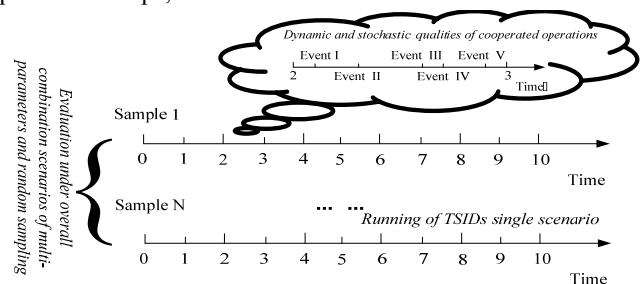 Dynamic and stochastic qualities of cooperated operations
Event I Event III Event V
2 Event II Event IV 3
Time
Sample 1
0 1 2 3 4 5 6 7 8 9 10
Time
Sample N
... ...
Running of TSIDs single scenario
0 1 2 3 4 5 6 7 8 9 10
Time
Evaluation under overall
combination scenarios of multi-
parameters and random sampling